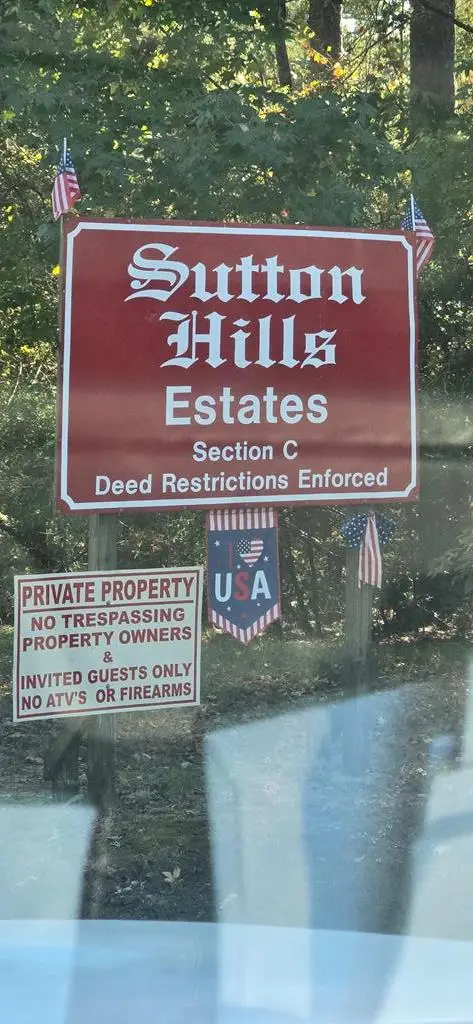 Sutton
Hills
Estates
Section C
Deed Restrictions Enforced
I
USA
PRIVATE PROPERTY
NO TRESPASSING
PROPERTY OWNERS
&
INVITED GUESTS ONLY
NO ATV'S OR FIREARMS